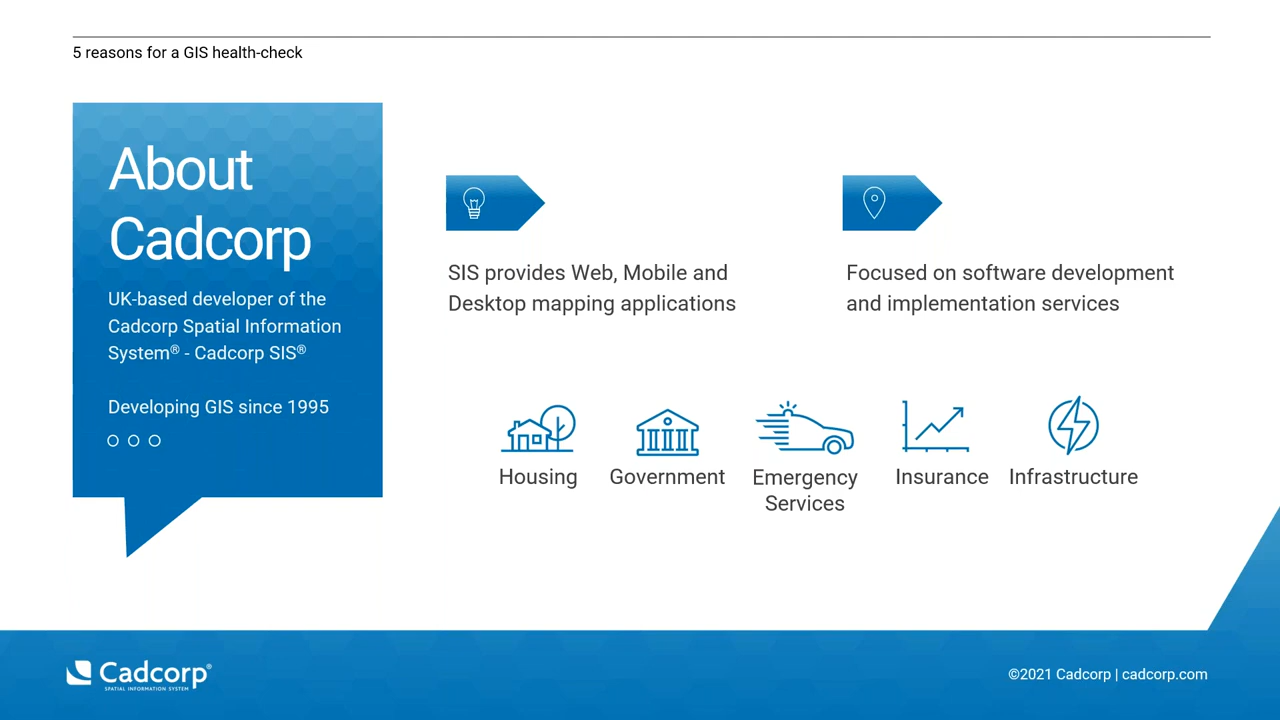 5 reasons for a GIS health-check
About
Cadcorp
UK-based developer of the
Cadcorp Spatial Information
System® - Cadcorp SIS®
Developing GIS since 1995
SIS provides Web, Mobile and
Desktop mapping applications
Focused on software development
and implementation services
Housing
Government
Emergency
Services
Insurance
Infrastructure
Cadcorp®
SPATIAL INFORMATION SYSTEM
©2021 Cadcorp | cadcorp.com